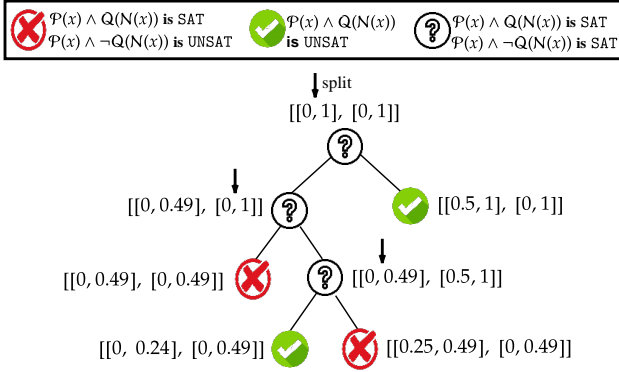 𝒫(x) ∧ Q(N(x)) is SAT
𝒫(x) ∧ ¬Q(N(x)) is UNSAT
𝒫(x) ∧ Q(N(x))
is UNSAT
𝒫(x) ∧ Q(N(x)) is SAT
𝒫(x) ∧ ¬Q(N(x)) is SAT
split
[[0, 1], [0, 1]]
[[0, 0.49], [0, 1]]
[[0.5, 1], [0, 1]]
[[0, 0.49], [0, 0.49]]
[[0, 0.49], [0.5, 1]]
[[0, 0.24], [0, 0.49]]
[[0.25, 0.49], [0, 0.49]]